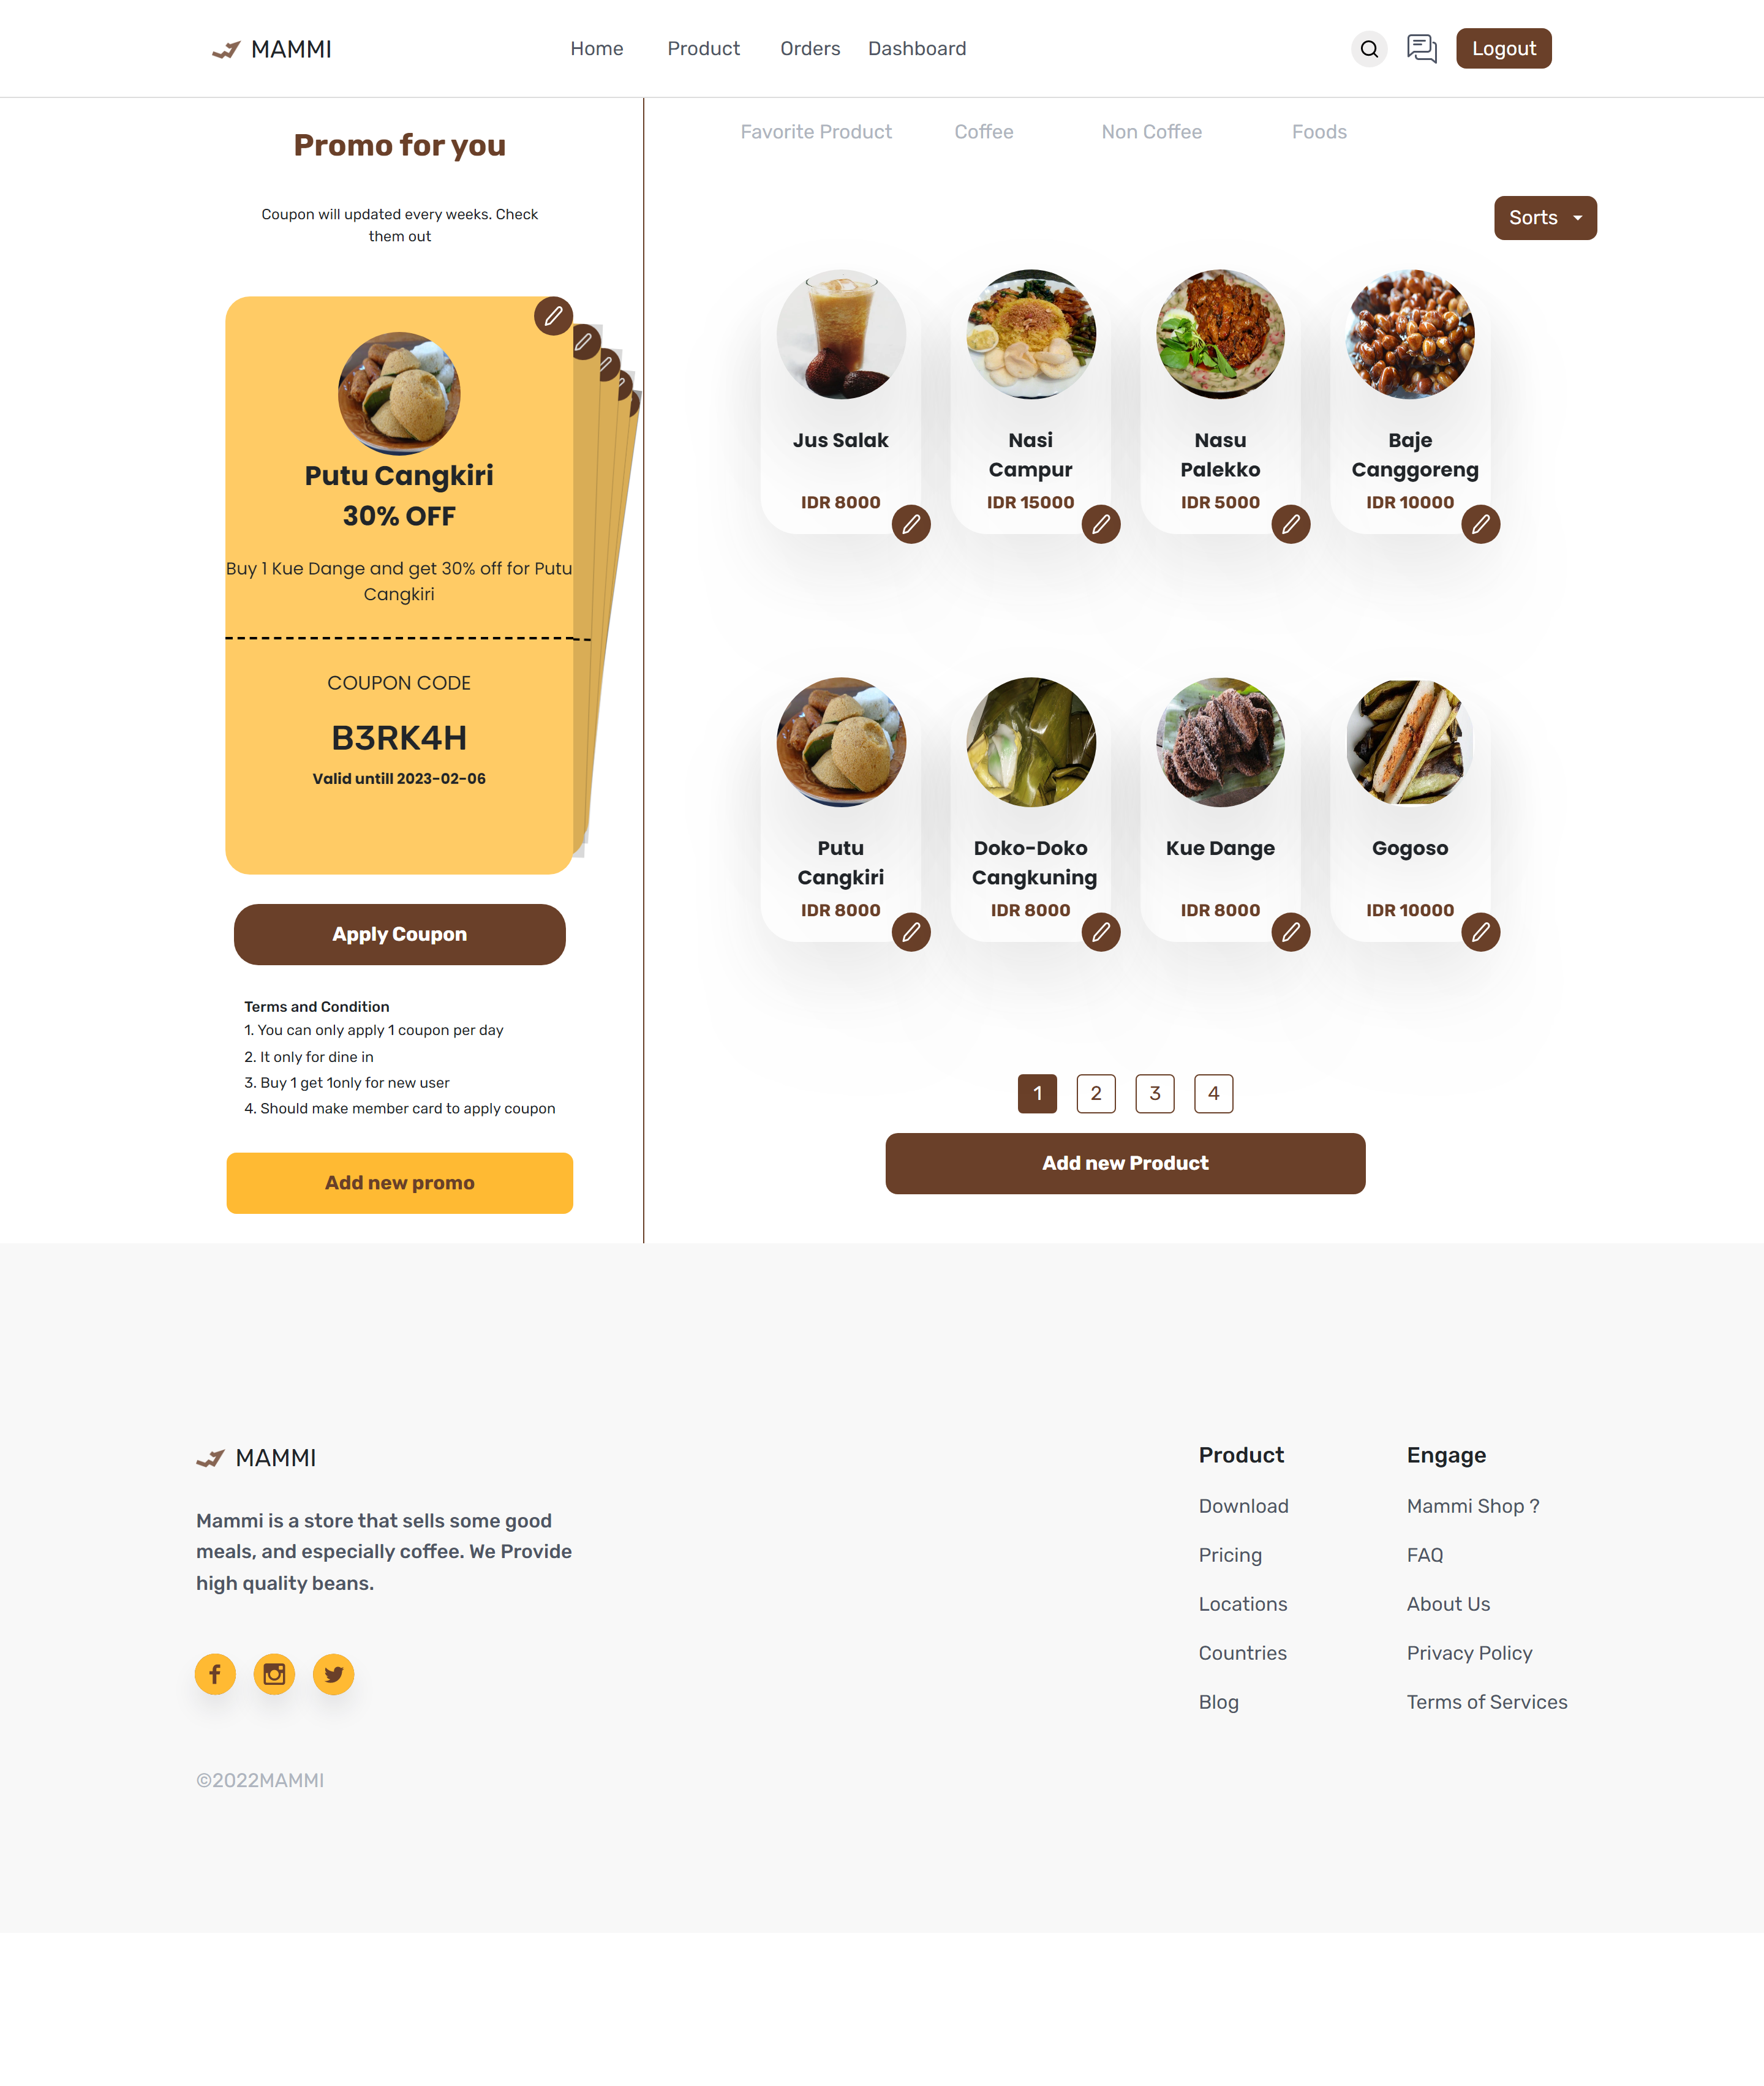 MAMMI
Home
Product
Orders
Dashboard
Logout
Promo for you
Coupon will updated every weeks. Check
them out
Putu Cangkiri
30% OFF
Buy 1 Kue Dange and get 30% off for Putu
Cangkiri
COUPON CODE
B3RK4H
Valid untill 2023-02-06
Apply Coupon
Terms and Condition
1. You can only apply 1 coupon per day
2. It only for dine in
3. Buy 1 get 1only for new user
4. Should make member card to apply coupon
Add new promo
Favorite Product
Coffee
Non Coffee
Foods
Sorts
Jus Salak
IDR 8000
Nasi
Campur
IDR 15000
Nasu
Palekko
IDR 5000
Baje
Canggoreng
IDR 10000
Putu
Cangkiri
IDR 8000
Doko-Doko
Cangkuning
IDR 8000
Kue Dange
IDR 8000
Gogoso
IDR 10000
1
2
3
4
Add new Product
MAMMI
Mammi is a store that sells some good
meals, and especially coffee. We Provide
high quality beans.
©2022MAMMI
Product
Download
Pricing
Locations
Countries
Blog
Engage
Mammi Shop ?
FAQ
About Us
Privacy Policy
Terms of Services